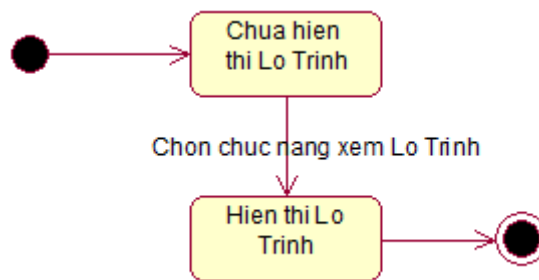 Chua hien
thi Lo Trinh
Chon chuc nang xem Lo Trinh
Hien thi Lo
Trinh